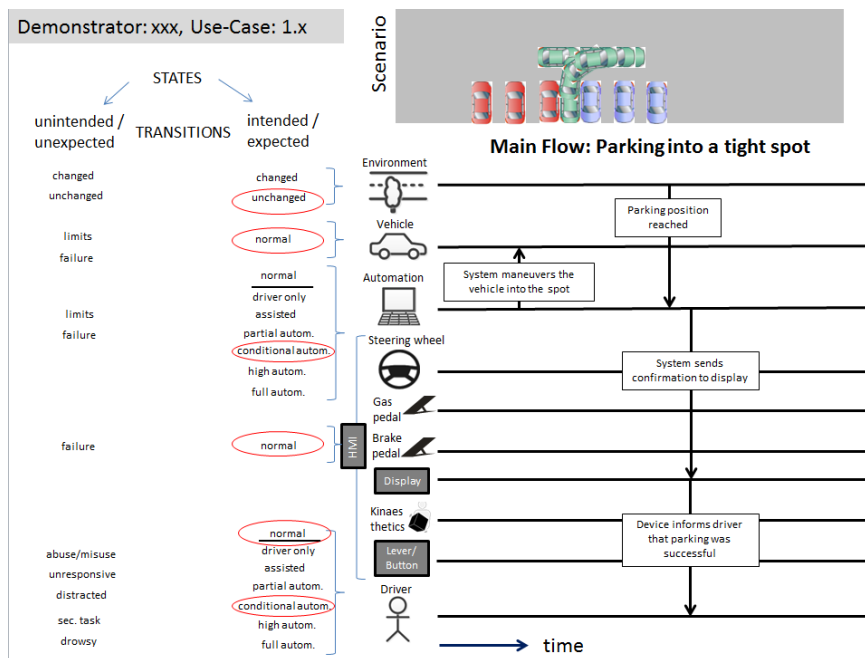 Demonstrator: xxx, Use-Case: 1.x
Scenario
STATES
unintended /
unexpected
TRANSITIONS
intended /
expected
Main Flow: Parking into a tight spot
Environment
changed
unchanged
changed
unchanged
Parking position
reached
Vehicle
limits
failure
normal
System maneuvers the
vehicle into the spot
Automation
limits
failure
normal
driver only
assisted
partial autom.
conditional autom.
high autom.
full autom.
Steering wheel
System sends
confirmation to display
Gas
pedal
HMI
failure
normal
Brake
pedal
Display
Kinaes
thetics
Device informs driver
that parking was
successful
Lever/
Button
abuse/misuse
unresponsive
distracted
sec. task
drowsy
normal
driver only
assisted
partial autom.
conditional autom.
high autom.
full autom.
Driver
time